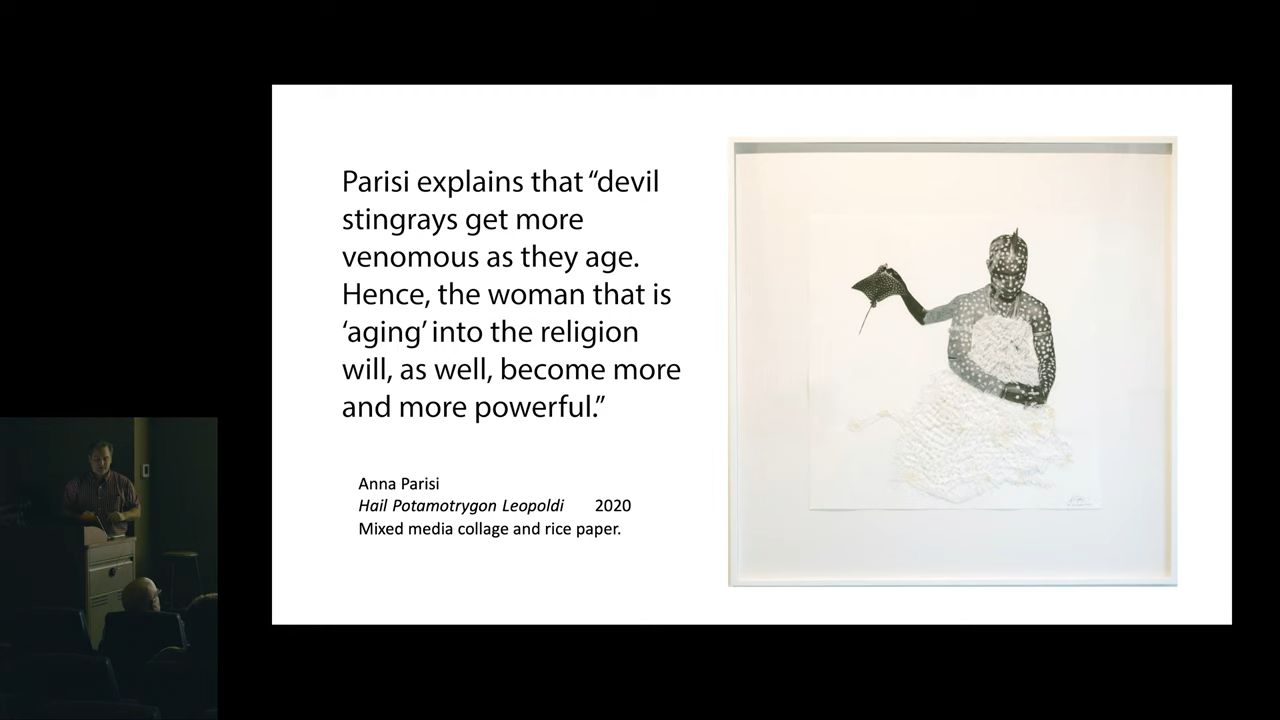 Parisi explains that “devil
stingrays get more
venomous as they age.
Hence, the woman that is
‘aging’ into the religion
will, as well, become more
and more powerful.”
Anna Parisi
Hail Potamotrygon Leopoldi 2020
Mixed media collage and rice paper.